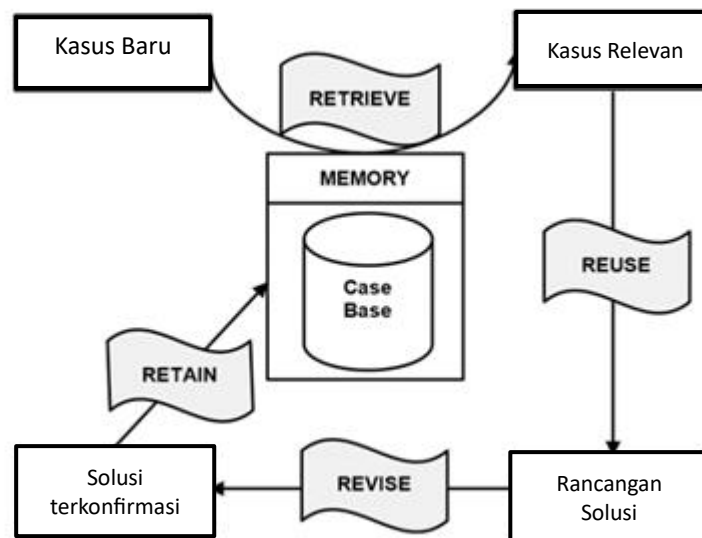 Kasus Baru
Kasus Relevan
RETRIEVE
MEMORY
Case
Base
REUSE
RETAIN
Solusi
terkonfirmasi
REVISE
Rancangan
Solusi